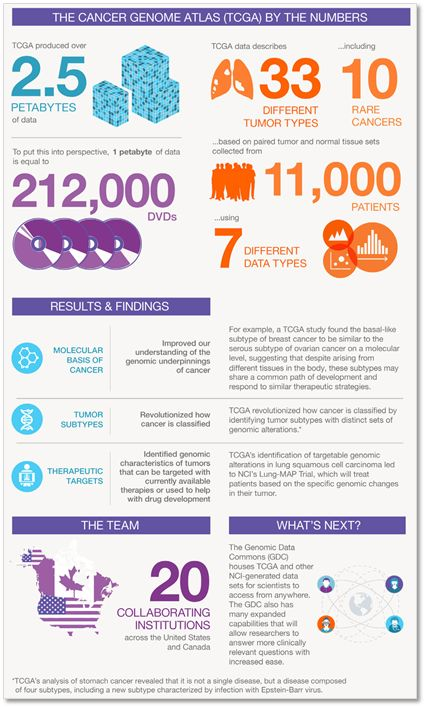 THE CANCER GENOME ATLAS (TCGA) BY THE NUMBERS
TCGA produced over
2.5
PETABYTES
of data
TCGA data describes
33
DIFFERENT
TUMOR TYPES
...including
10
RARE
CANCERS
To put this into perspective, 1 petabyte of data
is equal to
212,000
DVDs
...based on paired tumor and normal tissue sets
collected from
11,000
PATIENTS
...using
7
DIFFERENT
DATA TYPES
RESULTS & FINDINGS
MOLECULAR
BASIS OF
CANCER
Improved our
understanding of the
genomic underpinnings
of cancer
For example, a TCGA study found the basal-like
subtype of breast cancer to be similar to the
serous subtype of ovarian cancer on a molecular
level, suggesting that despite arising from
different tissues in the body, these subtypes may
share a common path of development and
respond to similar therapeutic strategies.
TUMOR
SUBTYPES
Revolutionized how
cancer is classified
TCGA revolutionized how cancer is classified by
identifying tumor subtypes with distinct sets of
genomic alterations.*
THERAPEUTIC
TARGETS
Identified genomic
characteristics of tumors
that can be targeted with
currently available
therapies or used to help
with drug development
TCGA's identification of targetable genomic
alterations in lung squamous cell carcinoma led
to NCI's Lung-MAP Trial, which will treat
patients based on the specific genomic changes
in their tumor.
THE TEAM
20
COLLABORATING
INSTITUTIONS
across the United States
and Canada
WHAT'S NEXT?
The Genomic Data
Commons (GDC)
houses TCGA and other
NCI-generated data
sets for scientists to
access from anywhere.
The GDC also has
many expanded
capabilities that will
allow researchers to
answer more clinically
relevant questions with
increased ease.
*TCGA's analysis of stomach cancer revealed that it is not a single disease, but a disease composed
of four subtypes, including a new subtype characterized by infection with Epstein-Barr virus.